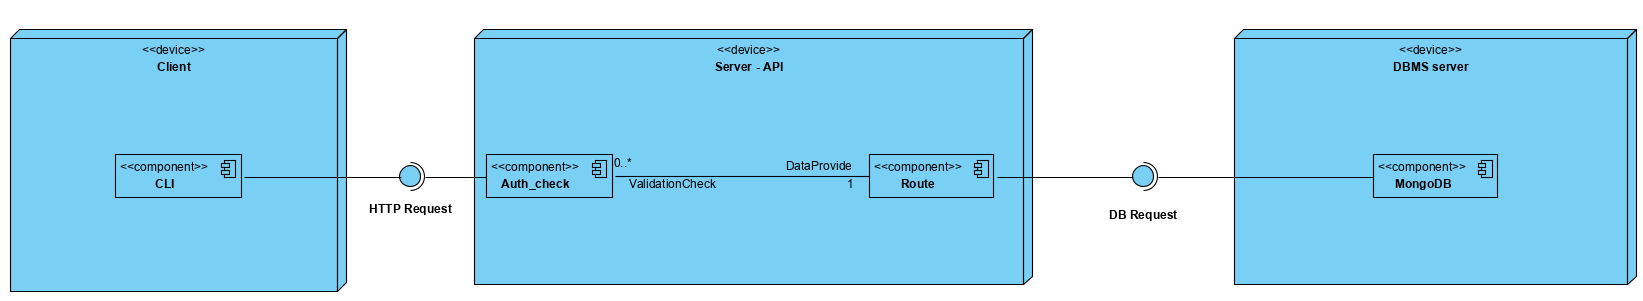 <<device>>
Client
<<component>>
CLI
HTTP Request
<<device>>
Server - API
<<component>>
Auth_check
0..*
ValidationCheck
DataProvide
1
<<component>>
Route
DB Request
<<device>>
DBMS server
<<component>>
MongoDB